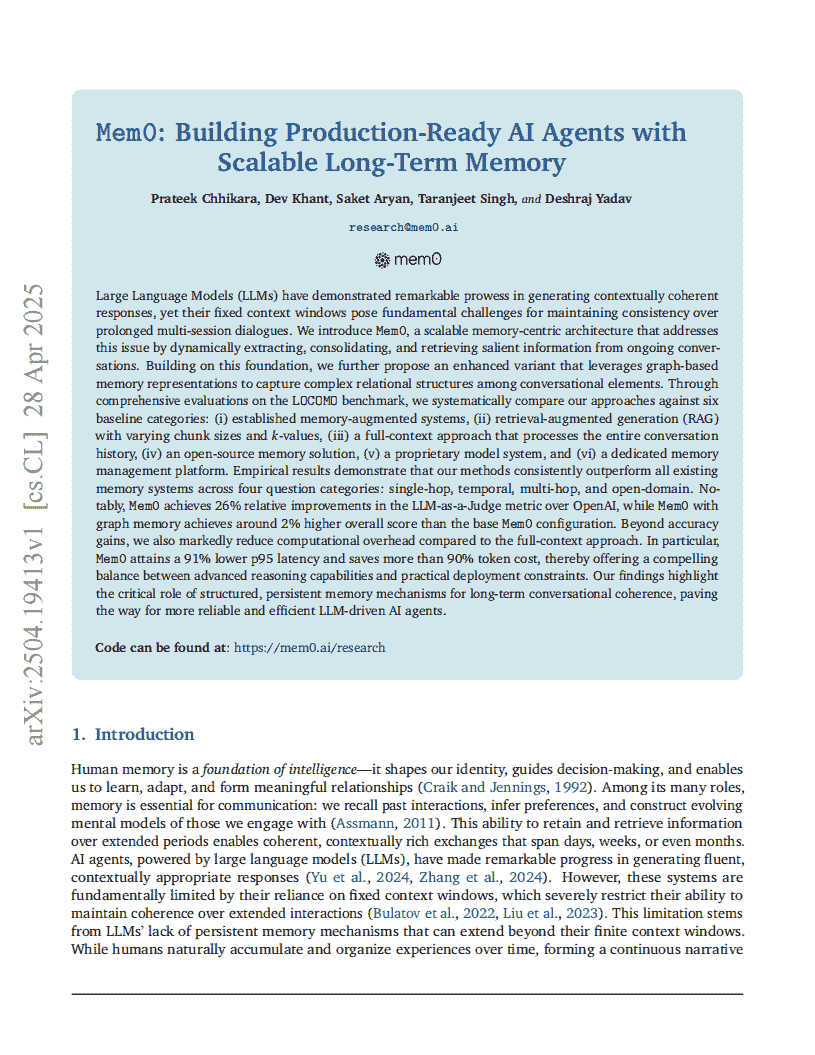 Mem0: Building Production-Ready AI Agents with
Scalable Long-Term Memory
Prateek Chhikara, Dev Khant, Saket Aryan, Taranjeet Singh, and Deshraj Yadav
research@mem0.ai
mem0
Large Language Models (LLMs) have demonstrated remarkable prowess in generating contextually coherent
responses, yet their fixed context windows pose fundamental challenges for maintaining consistency over
prolonged multi-session dialogues. We introduce Mem0, a scalable memory-centric architecture that addresses
this issue by dynamically extracting, consolidating, and retrieving salient information from ongoing conver-
sations. Building on this foundation, we further propose an enhanced variant that leverages graph-based
memory representations to capture complex relational structures among conversational elements. Through
comprehensive evaluations on the LOCOMO benchmark, we systematically compare our approaches against six
baseline categories: (i) established memory-augmented systems, (ii) retrieval-augmented generation (RAG)
with varying chunk sizes and k-values, (iii) a full-context approach that processes the entire conversation
history, (iv) an open-source memory solution, (v) a proprietary model system, and (vi) a dedicated memory
management platform. Empirical results demonstrate that our methods consistently outperform all existing
memory systems across four question categories: single-hop, temporal, multi-hop, and open-domain. No-
tably, Mem0 achieves 26% relative improvements in the LLM-as-a-Judge metric over OpenAI, while Mem0 with
graph memory achieves around 2% higher overall score than the base Mem0 configuration. Beyond accuracy
gains, we also markedly reduce computational overhead compared to the full-context approach. In particular,
Mem0 attains a 91% lower p95 latency and saves more than 90% token cost, thereby offering a compelling
balance between advanced reasoning capabilities and practical deployment constraints. Our findings highlight
the critical role of structured, persistent memory mechanisms for long-term conversational coherence, paving
the way for more reliable and efficient LLM-driven AI agents.
Code can be found at: https://mem0.ai/research
arXiv:2504.19413v1 [cs.CL] 28 Apr 2025
1. Introduction
Human memory is a foundation of intelligence—it shapes our identity, guides decision-making, and enables
us to learn, adapt, and form meaningful relationships (Craik and Jennings, 1992). Among its many roles,
memory is essential for communication: we recall past interactions, infer preferences, and construct evolving
mental models of those we engage with (Assmann, 2011). This ability to retain and retrieve information
over extended periods enables coherent, contextually rich exchanges that span days, weeks, or even months.
AI agents, powered by large language models (LLMs), have made remarkable progress in generating fluent,
contextually appropriate responses (Yu et al., 2024, Zhang et al., 2024). However, these systems are
fundamentally limited by their reliance on fixed context windows, which severely restrict their ability to
maintain coherence over extended interactions (Bulatov et al., 2022, Liu et al., 2023). This limitation stems
from LLMs' lack of persistent memory mechanisms that can extend beyond their finite context windows.
While humans naturally accumulate and organize experiences over time, forming a continuous narrative